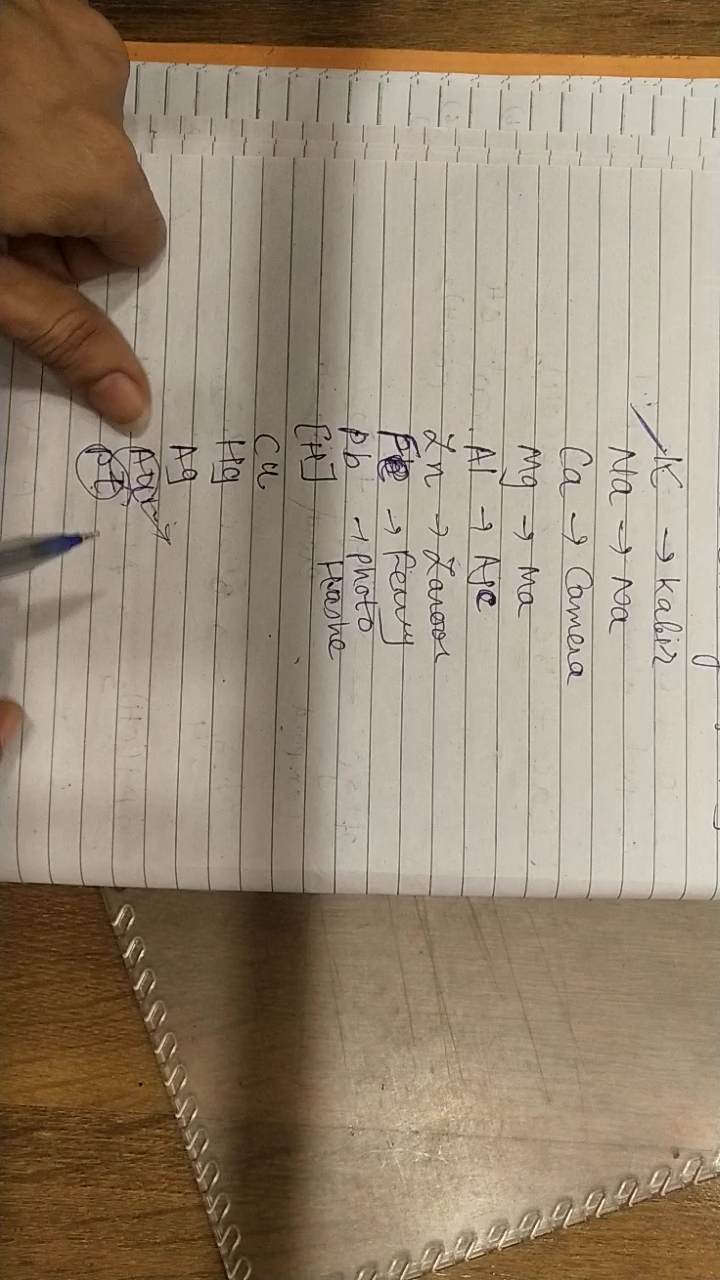 K → Kabir
Na → Na
Ca → Camera
Mg → Ma
Al → Aje
Zn → Zaroor
Fe → Ferry
Pb → Photo
[H] Hashe
Cu
Hg
Ag
Au
Pt